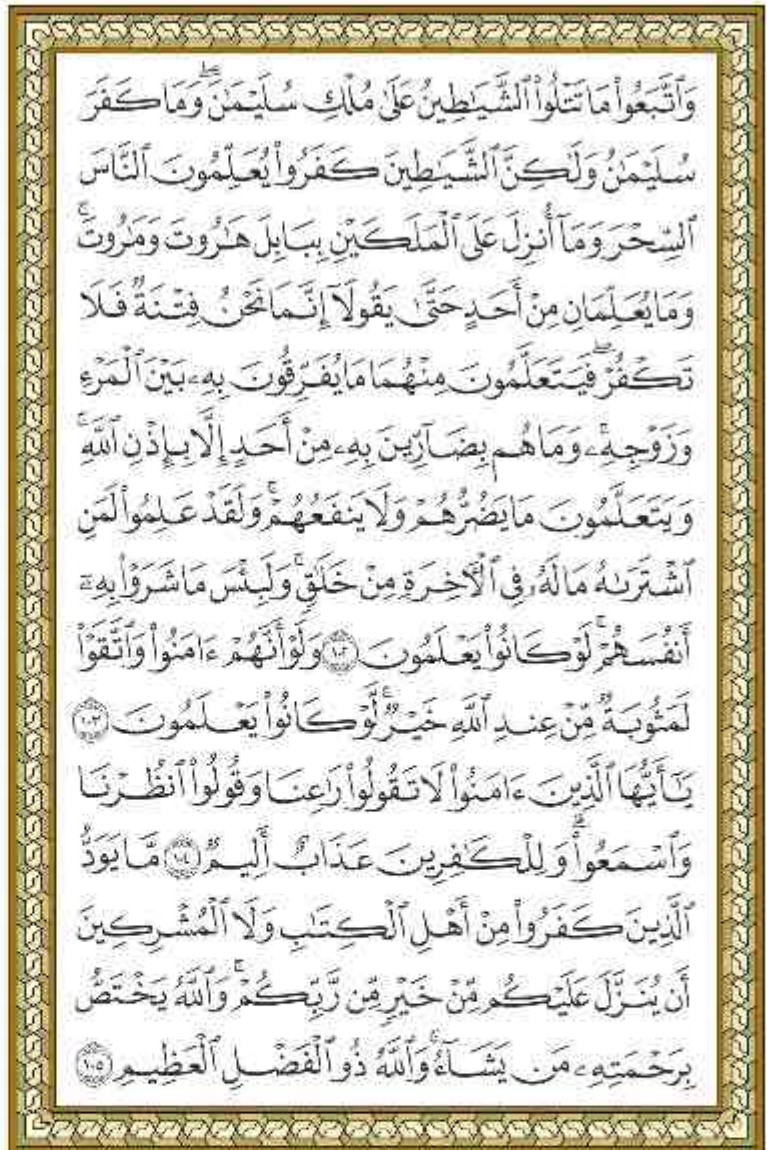 وَٱتَّبَعُوا۟ مَا تَتْلُوا۟ ٱلشَّيَـٰطِينُ عَلَىٰ مُلْكِ سُلَيْمَـٰنَ ۖ وَمَا كَفَرَ
سُلَيْمَـٰنُ وَلَـٰكِنَّ ٱلشَّيَـٰطِينَ كَفَرُوا۟ يُعَلِّمُونَ ٱلنَّاسَ
ٱلسِّحْرَ وَمَآ أُنزِلَ عَلَى ٱلْمَلَكَيْنِ بِبَابِلَ هَـٰرُوتَ وَمَـٰرُوتَ ۚ
وَمَا يُعَلِّمَانِ مِنْ أَحَدٍ حَتَّىٰ يَقُولَآ إِنَّمَا نَحْنُ فِتْنَةٌ فَلَا
تَكْفُرْ ۖ فَيَتَعَلَّمُونَ مِنْهُمَا مَا يُفَرِّقُونَ بِهِۦ بَيْنَ ٱلْمَرْءِ
وَزَوْجِهِۦ ۚ وَمَا هُم بِضَآرِّينَ بِهِۦ مِنْ أَحَدٍ إِلَّا بِإِذْنِ ٱللَّهِ ۚ
وَيَتَعَلَّمُونَ مَا يَضُرُّهُمْ وَلَا يَنفَعُهُمْ ۚ وَلَقَدْ عَلِمُوا۟ لَمَنِ
ٱشْتَرَىٰهُ مَا لَهُۥ فِى ٱلْـَٔاخِرَةِ مِنْ خَلَـٰقٍ ۚ وَلَبِئْسَ مَا شَرَوْا۟ بِهِۦٓ
أَنفُسَهُمْ ۚ لَوْ كَانُوا۟ يَعْلَمُونَ ١٠٢ وَلَوْ أَنَّهُمْ ءَامَنُوا۟ وَٱتَّقَوْا۟
لَمَثُوبَةٌ مِّنْ عِندِ ٱللَّهِ خَيْرٌ ۖ لَّوْ كَانُوا۟ يَعْلَمُونَ ١٠٣
يَـٰٓأَيُّهَا ٱلَّذِينَ ءَامَنُوا۟ لَا تَقُولُوا۟ رَٰعِنَا وَقُولُوا۟ ٱنظُرْنَا
وَٱسْمَعُوا۟ ۗ وَلِلْكَـٰفِرِينَ عَذَابٌ أَلِيمٌ ١٠٤ مَّا يَوَدُّ
ٱلَّذِينَ كَفَرُوا۟ مِنْ أَهْلِ ٱلْكِتَـٰبِ وَلَا ٱلْمُشْرِكِينَ
أَن يُنَزَّلَ عَلَيْكُم مِّنْ خَيْرٍ مِّن رَّبِّكُمْ ۗ وَٱللَّهُ يَخْتَصُّ
بِرَحْمَتِهِۦ مَن يَشَآءُ ۚ وَٱللَّهُ ذُو ٱلْفَضْلِ ٱلْعَظِيمِ ١٠٥